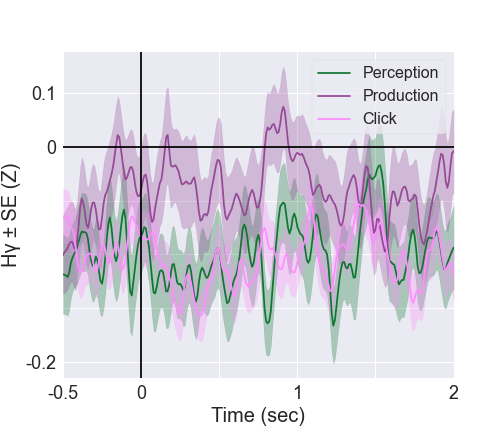 Perception
Production
Click
0.1
0
-0.2
Hγ ± SE (Z)
-0.5
0
1
2
Time (sec)